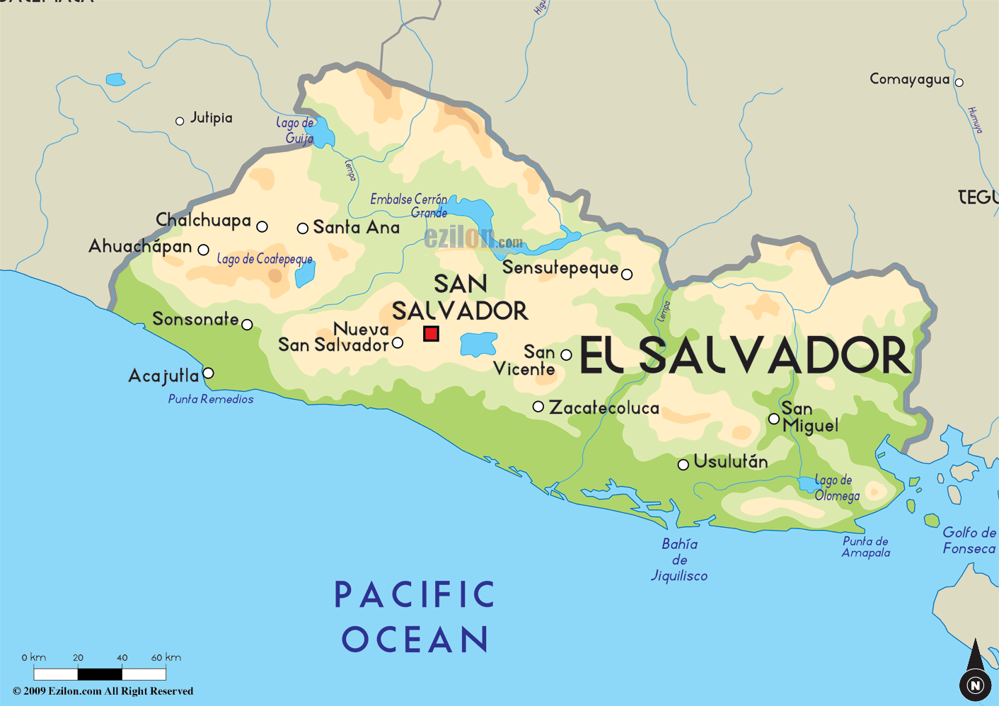 Higu
Comayagua
Humuya
Jutipia
Lago de
Guija
Lempa
TEGU
Embalse Cerrón
Grande
Chalchuapa
Santa Ana
ezilon.com
Ahuachápan
Lago de Coatepeque
Sensutepeque
SAN
SALVADOR
Lempa
Sonsonate
Nueva
San Salvador
San
Vicente
EL SALVADOR
Acajutla
Punta Remedios
Zacatecoluca
San
Miguel
Usulután
Lago de
Olomega
Golfo de
Fonseca
Bahía
de
Jiquilisco
Punta de
Amapala
PACIFIC
OCEAN
0 km 20 40 60 km
© 2009 Ezilon.com All Right Reserved
N